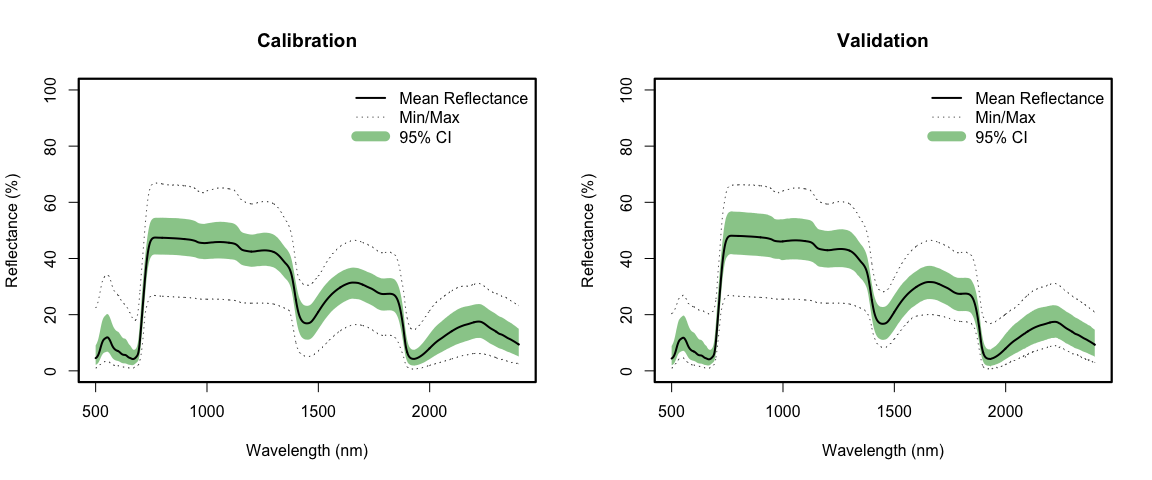 Calibration
Mean Reflectance
Min/Max
95% CI
Reflectance (%)
100
80
60
40
20
0
500 1000 1500 2000
Wavelength (nm)
Validation
Mean Reflectance
Min/Max
95% CI
Reflectance (%)
100
80
60
40
20
0
500 1000 1500 2000
Wavelength (nm)